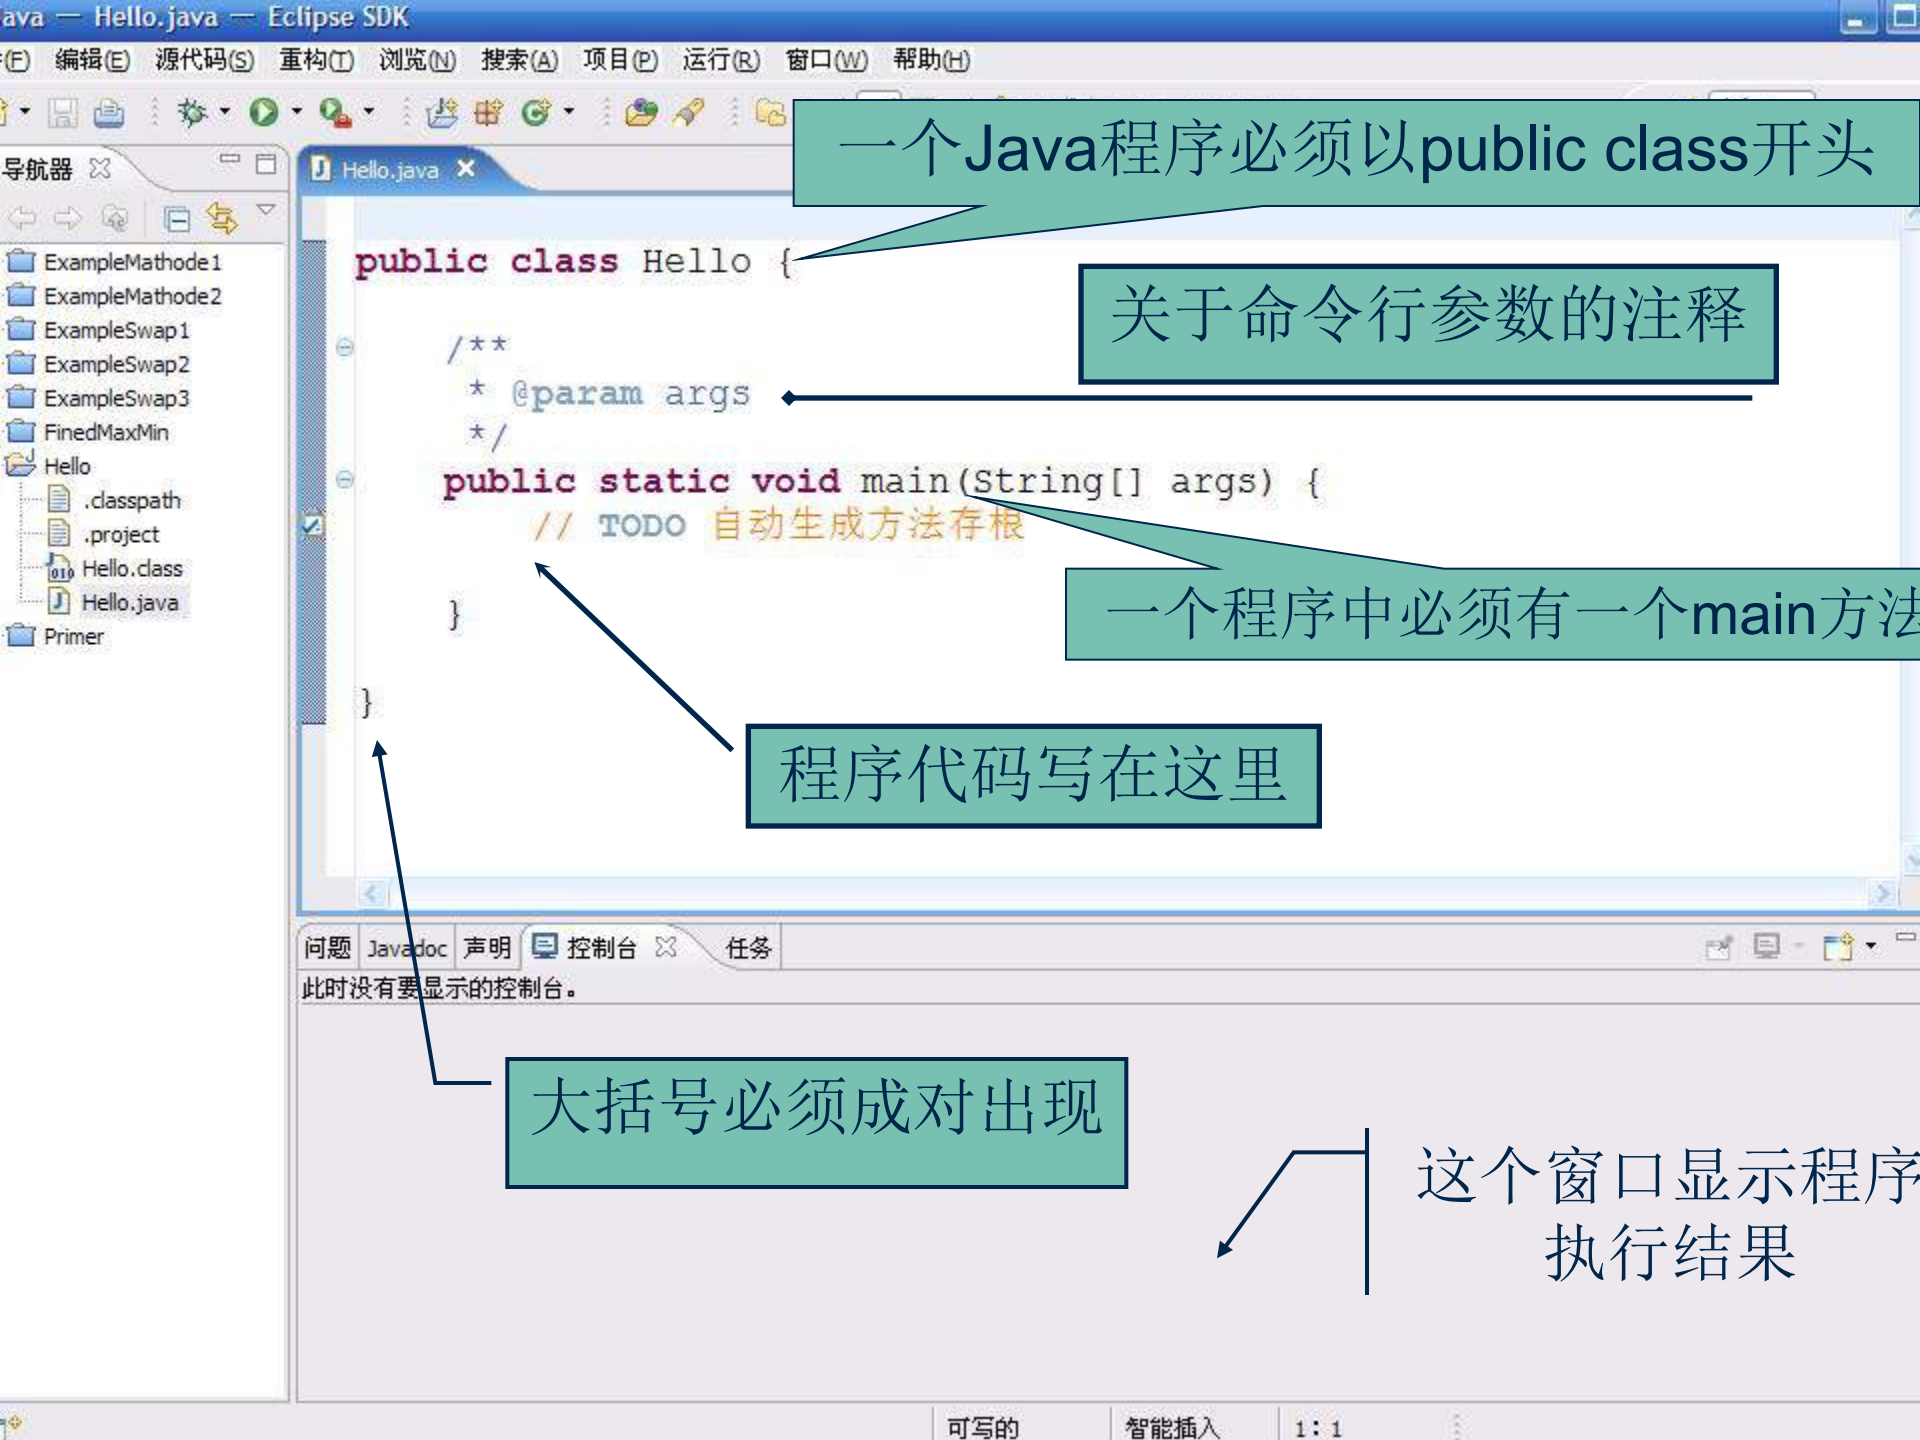 ava — Hello.java — Eclipse SDK
(F) 编辑(E) 源代码(S) 重构(T) 浏览(N) 搜索(A) 项目(P) 运行(R) 窗口(W) 帮助(H)
一个Java程序必须以public class开头
导航器
Hello.java
ExampleMathode1
ExampleMathode2
ExampleSwap1
ExampleSwap2
ExampleSwap3
FinedMaxMin
Hello
.classpath
.project
Hello.class
Hello.java
Primer
public class Hello {
关于命令行参数的注释
/**
* @param args
*/
public static void main(String[] args) {
// TODO 自动生成方法存根
一个程序中必须有一个main方法
}
}
程序代码写在这里
问题 Javadoc 声明 控制台 任务
此时没有要显示的控制台。
大括号必须成对出现
这个窗口显示程序
执行结果
可写的 智能插入 1:1